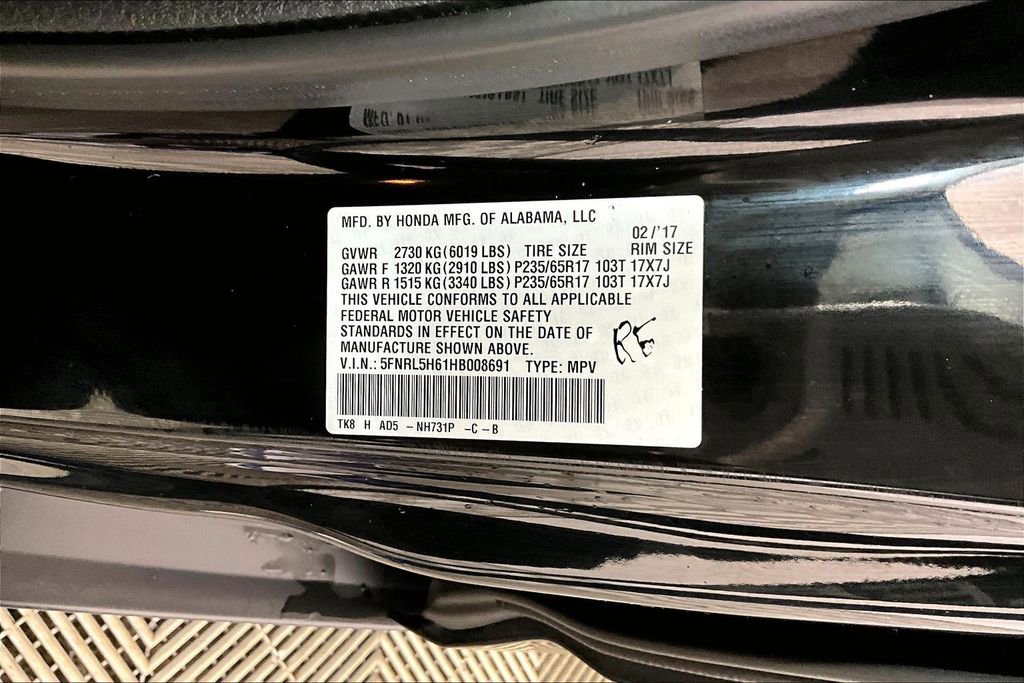 MFD. BY HONDA MFG. OF ALABAMA, LLC
02/'17
GVWR 2730 KG(6019 LBS) TIRE SIZE RIM SIZE
GAWR F 1320 KG(2910 LBS) P235/65R17 103T 17X7J
GAWR R 1515 KG(3340 LBS) P235/65R17 103T 17X7J
THIS VEHICLE CONFORMS TO ALL APPLICABLE
FEDERAL MOTOR VEHICLE SAFETY
STANDARDS IN EFFECT ON THE DATE OF
MANUFACTURE SHOWN ABOVE.
V.I.N.: 5FNRL5H61HB008691 TYPE: MPV
TK8 H AD5 -NH731P -C-B